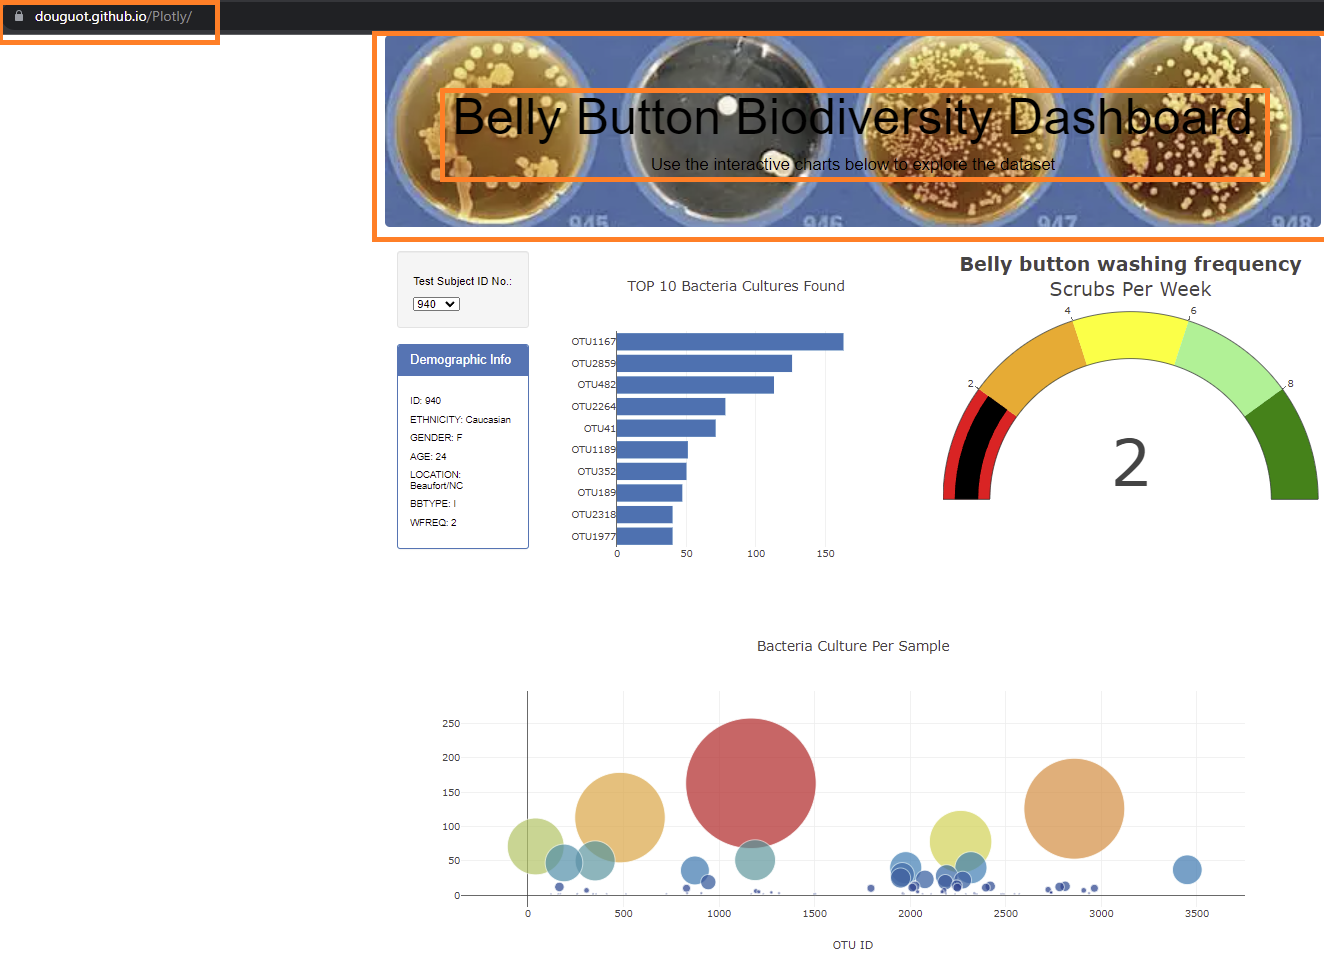 douguot.github.io/Plotly/
Belly Button Biodiversity Dashboard
Use the interactive charts below to explore the dataset
945 946 947 948
Test Subject ID No.:
940
Demographic Info
ID: 940
ETHNICITY: Caucasian
GENDER: F
AGE: 24
LOCATION:
Beaufort/NC
BBTYPE: I
WFREQ: 2
TOP 10 Bacteria Cultures Found
OTU1167
OTU2859
OTU482
OTU2264
OTU41
OTU1189
OTU352
OTU189
OTU2318
OTU1977
0 50 100 150
Belly button washing frequency
Scrubs Per Week
4 6
2 8
2
Bacteria Culture Per Sample
250
200
150
100
50
0
0 500 1000 1500 2000 2500 3000 3500
OTU ID